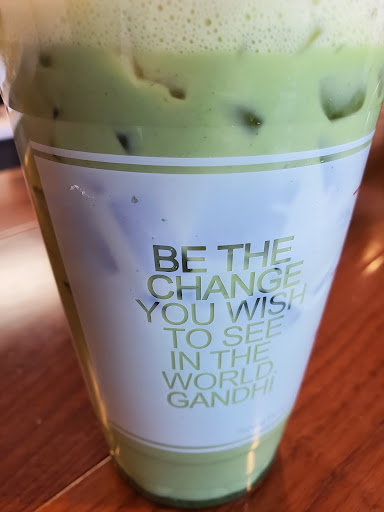 BE THE
CHANGE
YOU WISH
TO SEE
IN THE
WORLD.
GANDHi